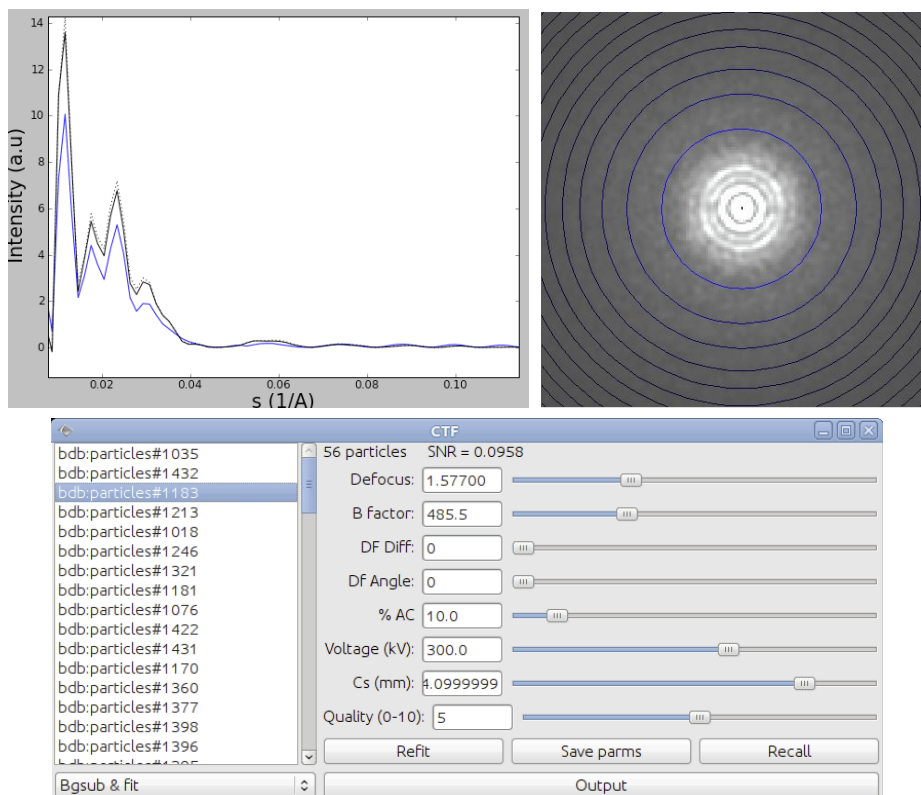 14
12
10
8
6
4
2
0
Intensity (a.u)
0.02 0.04 0.06 0.08 0.10
s (1/A)
CTF
bdb:particles#1035
bdb:particles#1432
bdb:particles#1183
bdb:particles#1213
bdb:particles#1018
bdb:particles#1246
bdb:particles#1321
bdb:particles#1181
bdb:particles#1076
bdb:particles#1422
bdb:particles#1431
bdb:particles#1170
bdb:particles#1360
bdb:particles#1377
bdb:particles#1398
bdb:particles#1396
Bgsub & fit
56 particles SNR = 0.0958
Defocus: 1.57700
B factor: 485.5
DF Diff: 0
Df Angle: 0
% AC 10.0
Voltage (kV): 300.0
Cs (mm): 4.0999999
Quality (0-10): 5
Refit Save parms Recall
Output